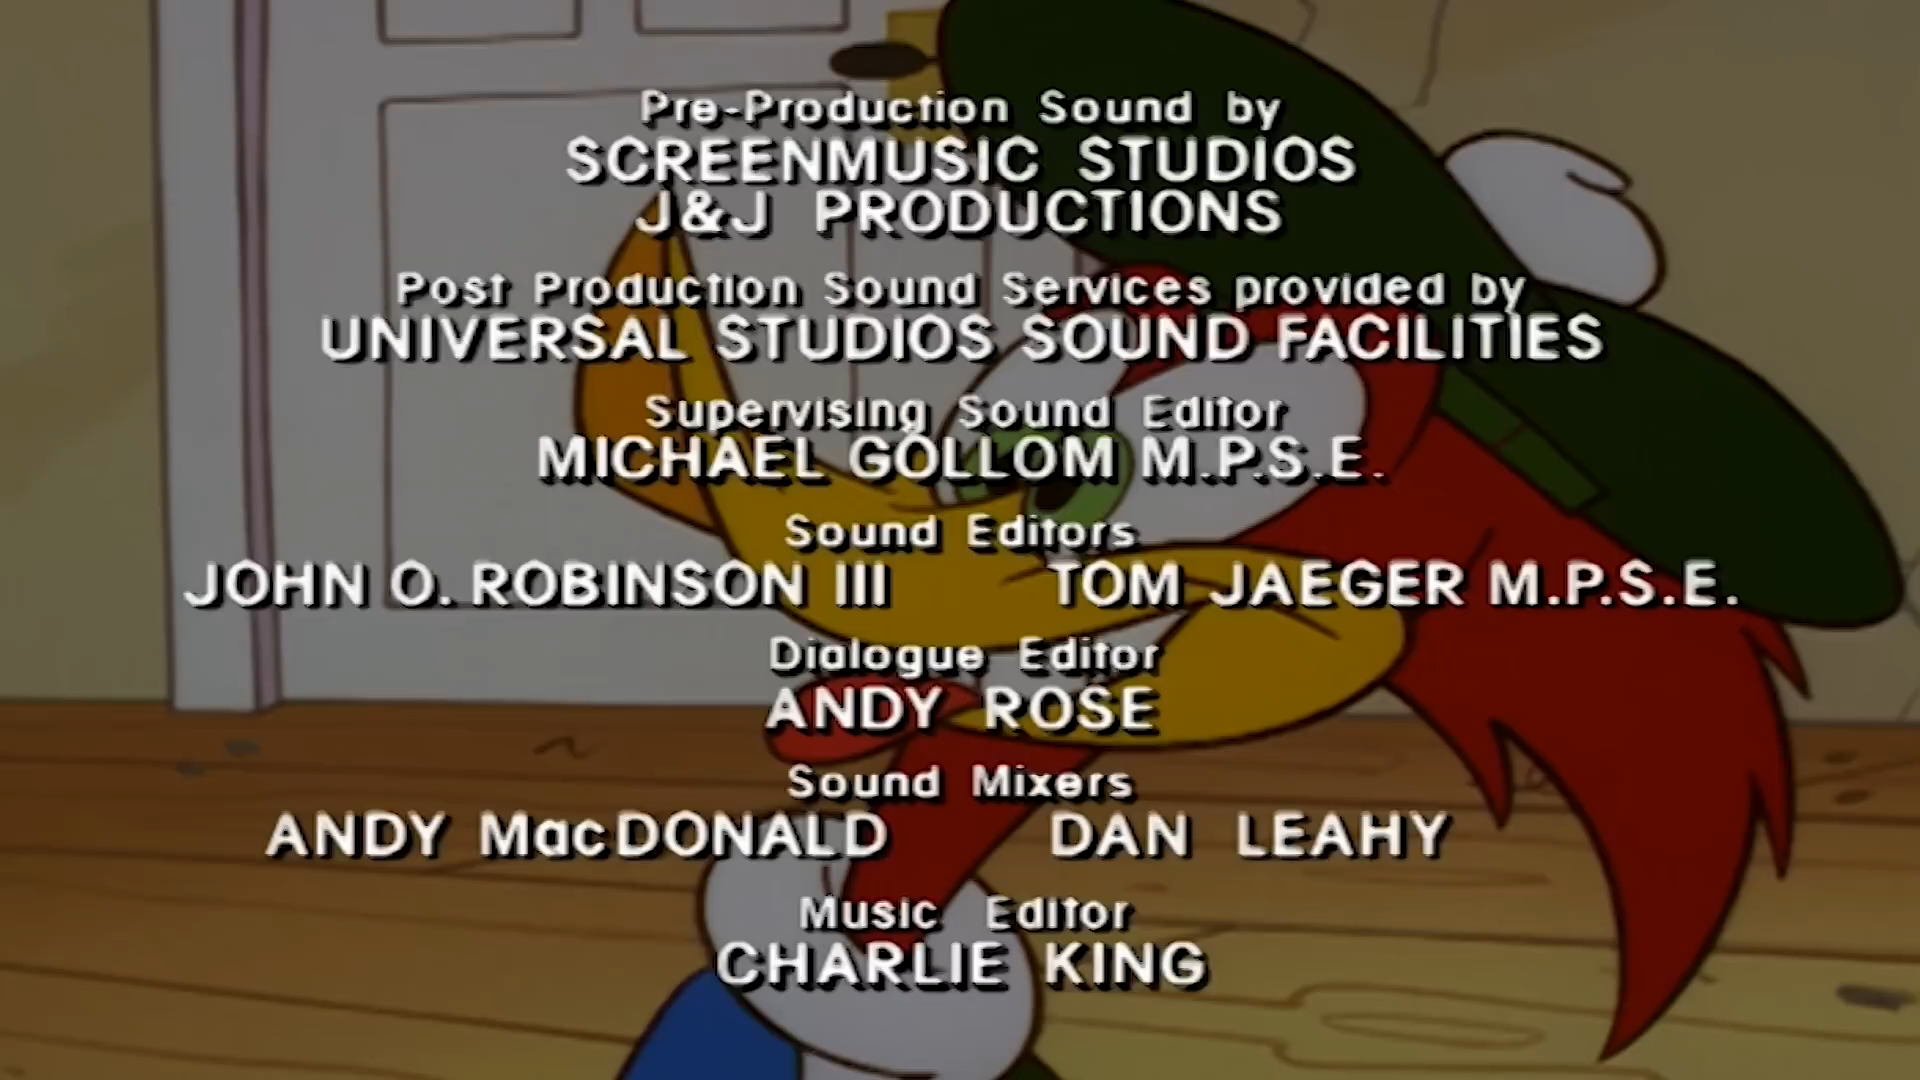 Pre-Production Sound by
SCREENMUSIC STUDIOS
J&J PRODUCTIONS
Post Production Sound Services provided by
UNIVERSAL STUDIOS SOUND FACILITIES
Supervising Sound Editor
MICHAEL GOLLOM M.P.S.E.
Sound Editors
JOHN O. ROBINSON III TOM JAEGER M.P.S.E.
Dialogue Editor
ANDY ROSE
Sound Mixers
ANDY MacDONALD DAN LEAHY
Music Editor
CHARLIE KING